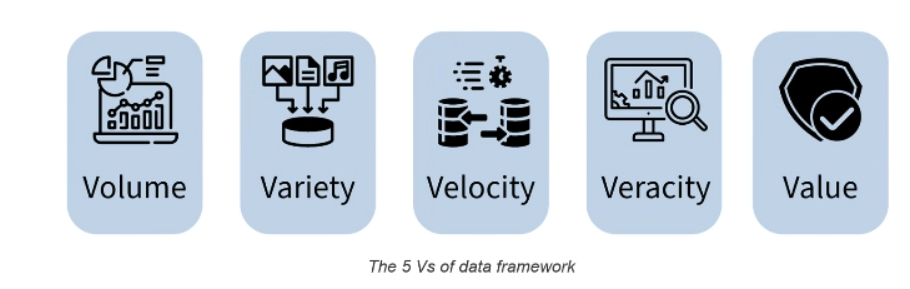 Volume
Variety
Velocity
Veracity
Value
The 5 Vs of data framework